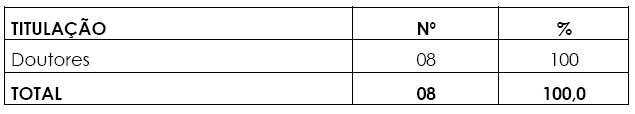 TITULAÇÃO Nº %
Doutores 08 100
TOTAL 08 100,0